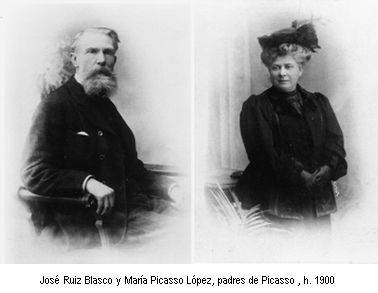 José Ruiz Blasco y María Picasso López, padres de Picasso , h. 1900